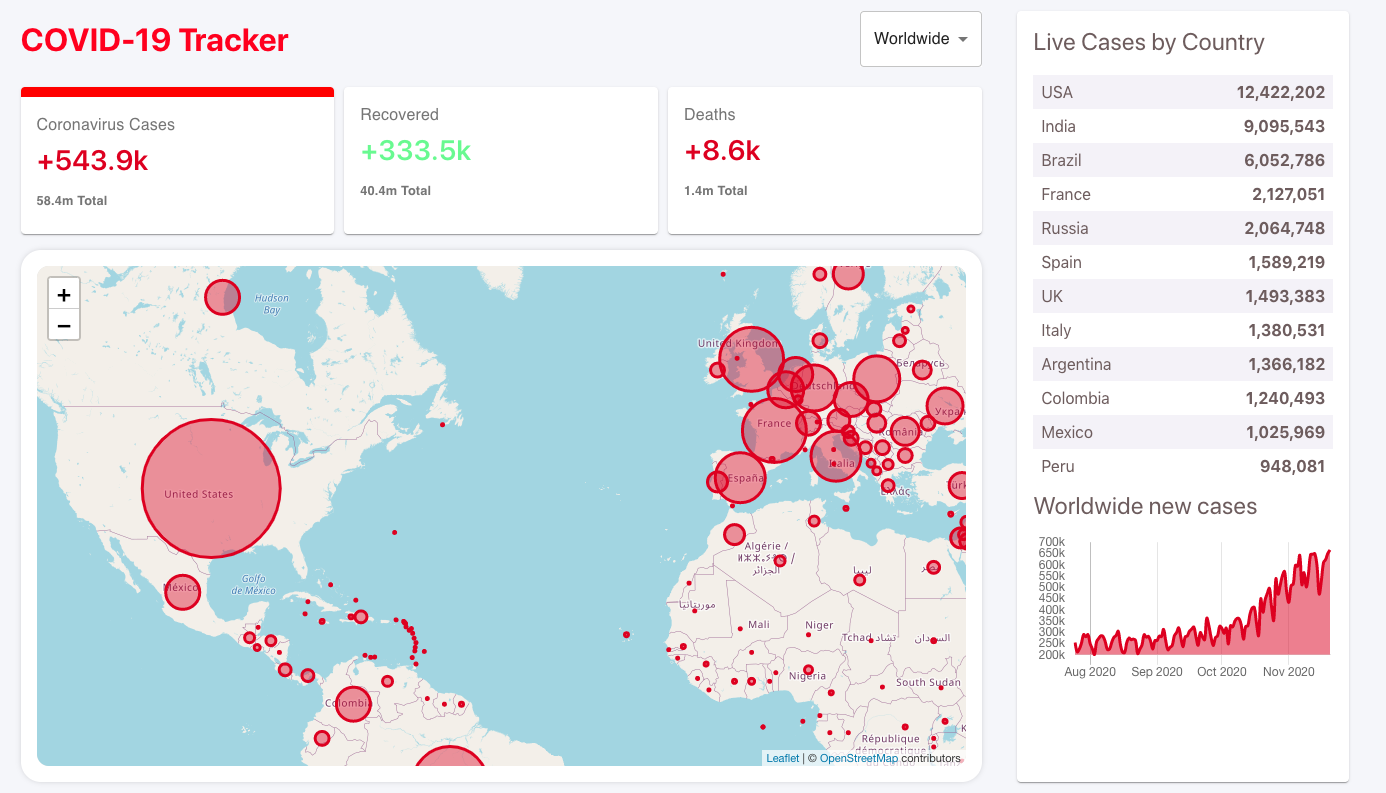 COVID-19 Tracker
Worldwide
Coronavirus Cases
+543.9k
58.4m Total
Recovered
+333.5k
40.4m Total
Deaths
+8.6k
1.4m Total
+
−
Hudson
Bay
United Kingdom
Беларусь
Deutschland
Украї
France
România
Italia
España
Ελλάς
Türk
United States
Algérie /
ⵍⵣⵣⴰⵢⴻⵔ /
الجزائر
ليبيا
مصر
México
Golfo
de México
موريتانيا
Mali
Niger
Tchad تشاد
السودان
Nigeria
South Sudan
Colombia
République
démocratique
Leaflet | © OpenStreetMap contributors
Live Cases by Country
USA 12,422,202
India 9,095,543
Brazil 6,052,786
France 2,127,051
Russia 2,064,748
Spain 1,589,219
UK 1,493,383
Italy 1,380,531
Argentina 1,366,182
Colombia 1,240,493
Mexico 1,025,969
Peru 948,081
Worldwide new cases
700k
650k
600k
550k
500k
450k
400k
350k
300k
250k
200k
Aug 2020 Sep 2020 Oct 2020 Nov 2020